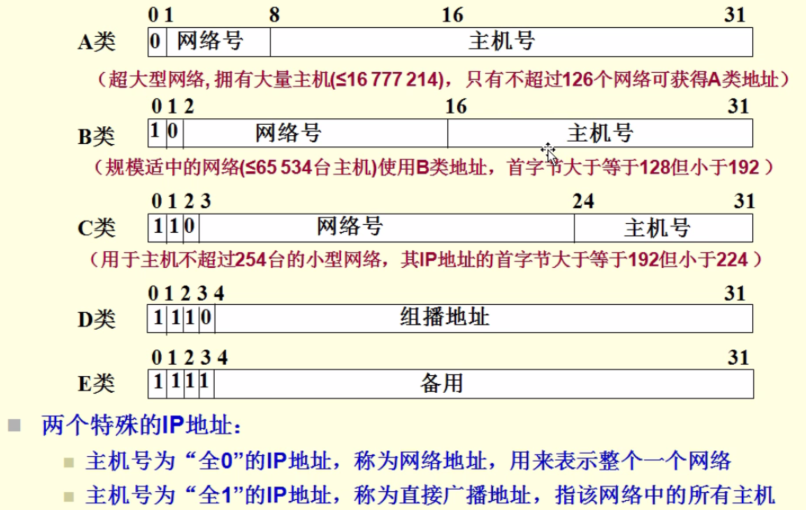 0 1 8 16 31
A类 0 网络号 主机号
（超大型网络, 拥有大量主机(≤16 777 214)，只有不超过126个网络可获得A类地址）
0 1 2 16 31
B类 1 0 网络号 主机号
（规模适中的网络(≤65 534台主机)使用B类地址，首字节大于等于128但小于192 ）
0 1 2 3 24 31
C类 1 1 0 网络号 主机号
（用于主机不超过254台的小型网络，其IP地址的首字节大于等于192但小于224 ）
0 1 2 3 4 31
D类 1 1 1 0 组播地址
0 1 2 3 4 31
E类 1 1 1 1 备用
两个特殊的IP地址：
主机号为“全0”的IP地址，称为网络地址，用来表示整个一个网络
主机号为“全1”的IP地址，称为直接广播地址，指该网络中的所有主机